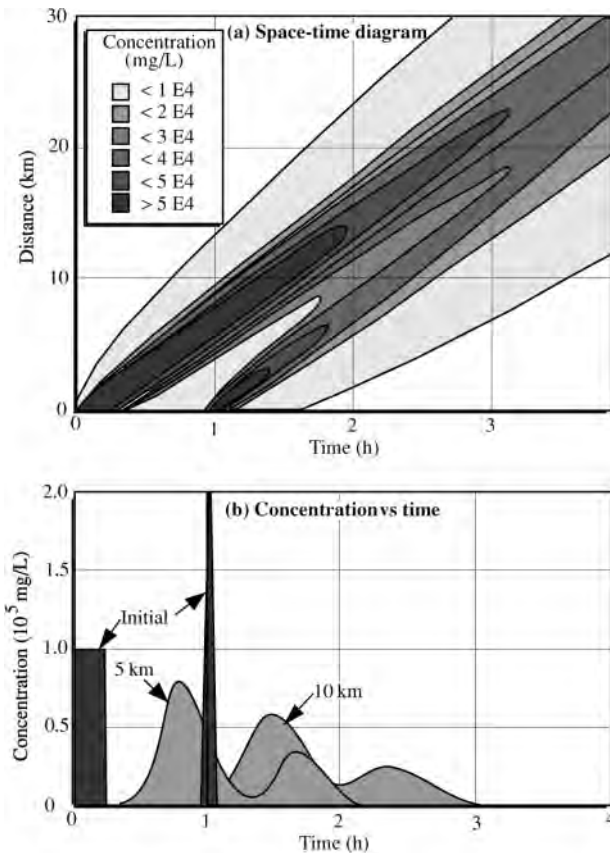 (a) Space-time diagram
Concentration
(mg/L)
< 1 E4
< 2 E4
< 3 E4
< 4 E4
< 5 E4
> 5 E4
30
20
10
0
Distance (km)
0 1 2 3
Time (h)
(b) Concentration vs time
2.0
1.5
1.0
0.5
0
Concentration (10⁵ mg/L)
Initial
5 km
10 km
0 1 2 3 4
Time (h)